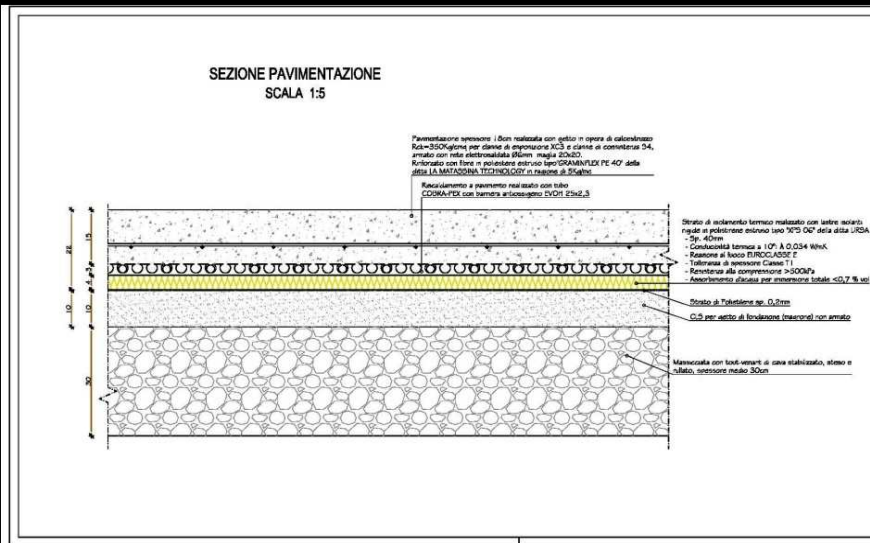 SEZIONE PAVIMENTAZIONE
SCALA 1:5
Pavimentazione spessore 18cm realizzata con getto in opera di calcestruzzo
Rck=350Kg/cmq per classe di esposizione XC3 e classe di consistenza S4,
armato con rete elettrosaldata Ø6mm maglia 20x20.
Rinforzato con fibre in poliestere estruso tipo"GRAMINFLEX PE 40" della
ditta LA MATASSINA TECHNOLOGY in ragione di 5Kg/mc
Riscaldamento a pavimento realizzato con tubo
COBRA-PEX con barriera antiossigeno EVOH 25x2,3
Strato di isolamento termico realizzato con lastre isolanti
rigide in polistirene estruso tipo "XPS 06" della ditta URSA
- Sp. 40mm
- Conducibilità termica a 10°: λ 0,034 W/mK
- Reazione al fuoco EUROCLASSE E
- Tolleranza di spessore Classe T1
- Resistenza alla compressione >500kPa
- Assorbimento d'acqua per immersione totale <0,7 % vol
Strato di Polietilene sp. 0,2mm
CLS per getto di fondazione (magrone) non armato
Massicciata con tout-venant di cava stabilizzato, steso e
rullato, spessore medio 30cm
22
15
3
4
10
10
30